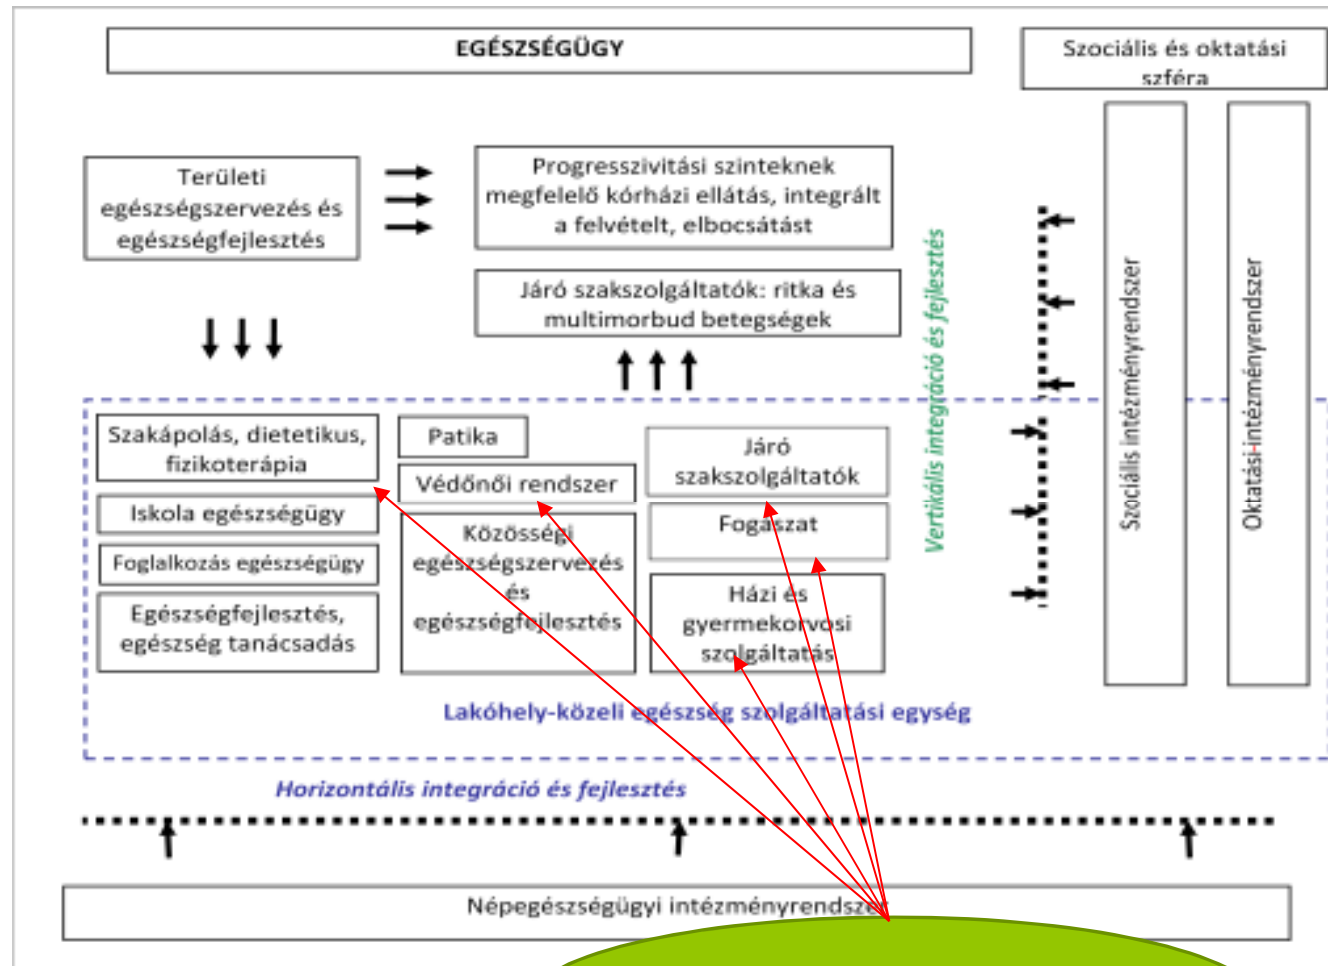 EGÉSZSÉGÜGY
Szociális és oktatási
szféra
Területi
egészségszervezés és
egészségfejlesztés
Progresszivitási szinteknek
megfelelő kórházi ellátás, integrált
a felvételt, elbocsátást
Járó szakszolgáltatók: ritka és
multimorbud betegségek
Vertikális integráció és fejlesztés
Szociális intézményrendszer
Oktatási-intézményrendszer
Szakápolás, dietetikus,
fizikoterápia
Iskola egészségügy
Foglalkozás egészségügy
Egészségfejlesztés,
egészség tanácsadás
Patika
Védőnői rendszer
Közösségi
egészségszervezés
és
egészségfejlesztés
Járó
szakszolgáltatók
Fogászat
Házi és
gyermekorvosi
szolgáltatás
Lakóhely-közeli egészség szolgáltatási egység
Horizontális integráció és fejlesztés
Népegészségügyi intézményrendszer